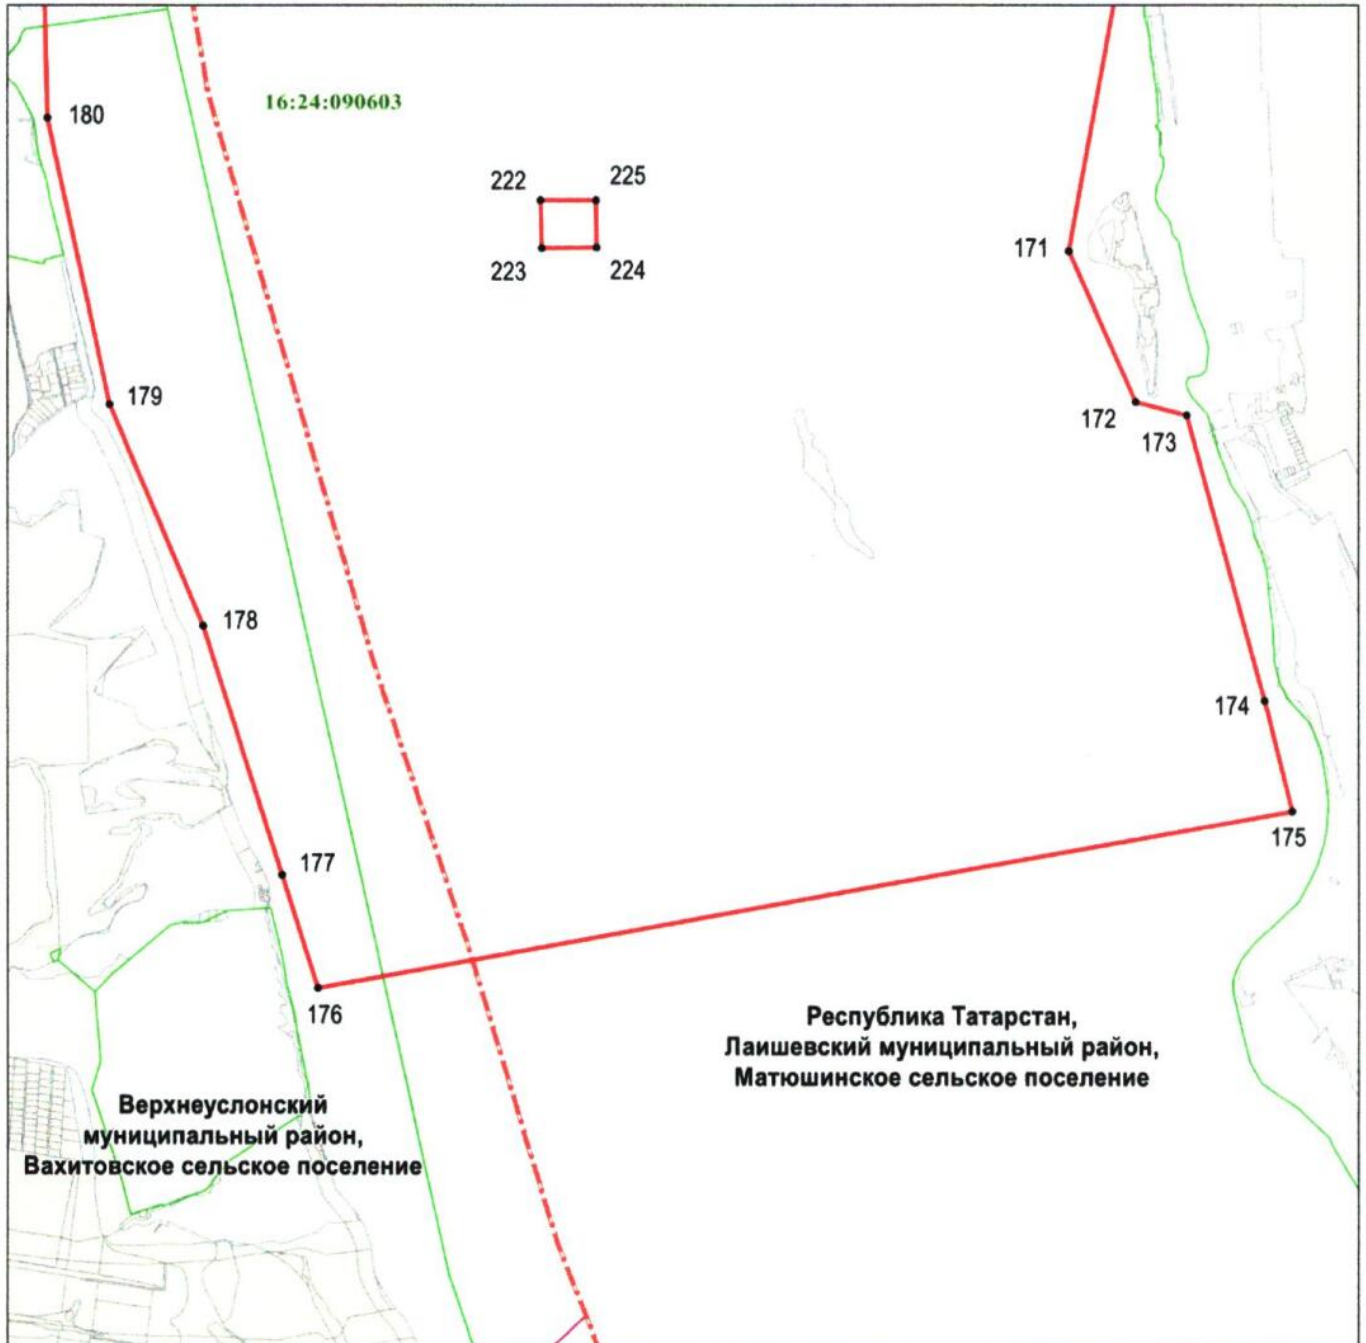 180
16:24:090603
222
225
223
224
171
179
172
173
178
174
175
177
176
Республика Татарстан,
Лаишевский муниципальный район,
Матюшинское сельское поселение
Верхнеуслонский
муниципальный район,
Вахитовское сельское поселение